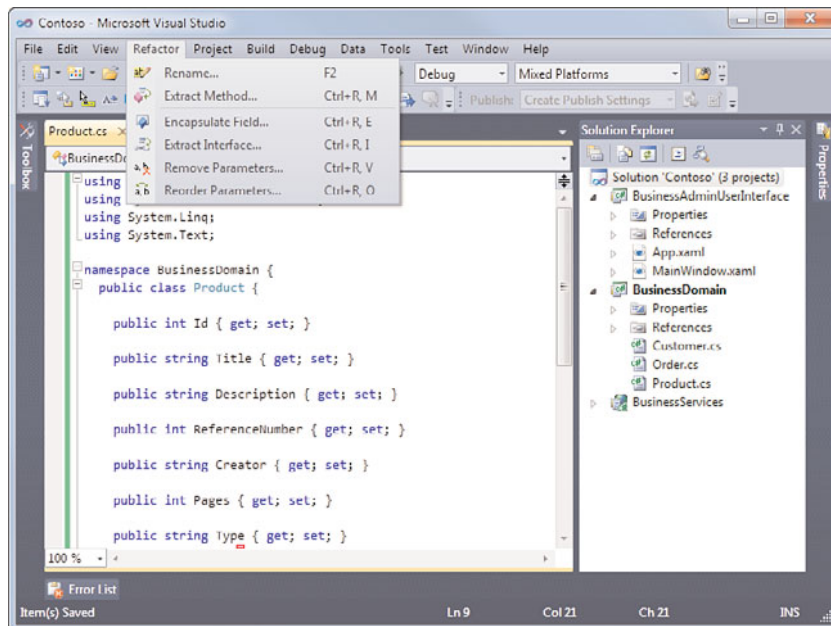 Contoso - Microsoft Visual Studio
File Edit View Refactor Project Build Debug Data Tools Test Window Help
Debug Mixed Platforms
Publish: Create Publish Settings
Rename... F2
Extract Method... Ctrl+R, M
Encapsulate Field... Ctrl+R, E
Extract Interface... Ctrl+R, I
Remove Parameters... Ctrl+R, V
Reorder Parameters... Ctrl+R, O
Toolbox
Product.cs
BusinessDo
using
using
using System.Linq;
using System.Text;
namespace BusinessDomain {
public class Product {
public int Id { get; set; }
public string Title { get; set; }
public string Description { get; set; }
public int ReferenceNumber { get; set; }
public string Creator { get; set; }
public int Pages { get; set; }
public string Type { get; set; }
100 %
Solution Explorer
Solution 'Contoso' (3 projects)
BusinessAdminUserInterface
Properties
References
App.xaml
MainWindow.xaml
BusinessDomain
Properties
References
Customer.cs
Order.cs
Product.cs
BusinessServices
Properties
Error List
Item(s) Saved Ln 9 Col 21 Ch 21 INS